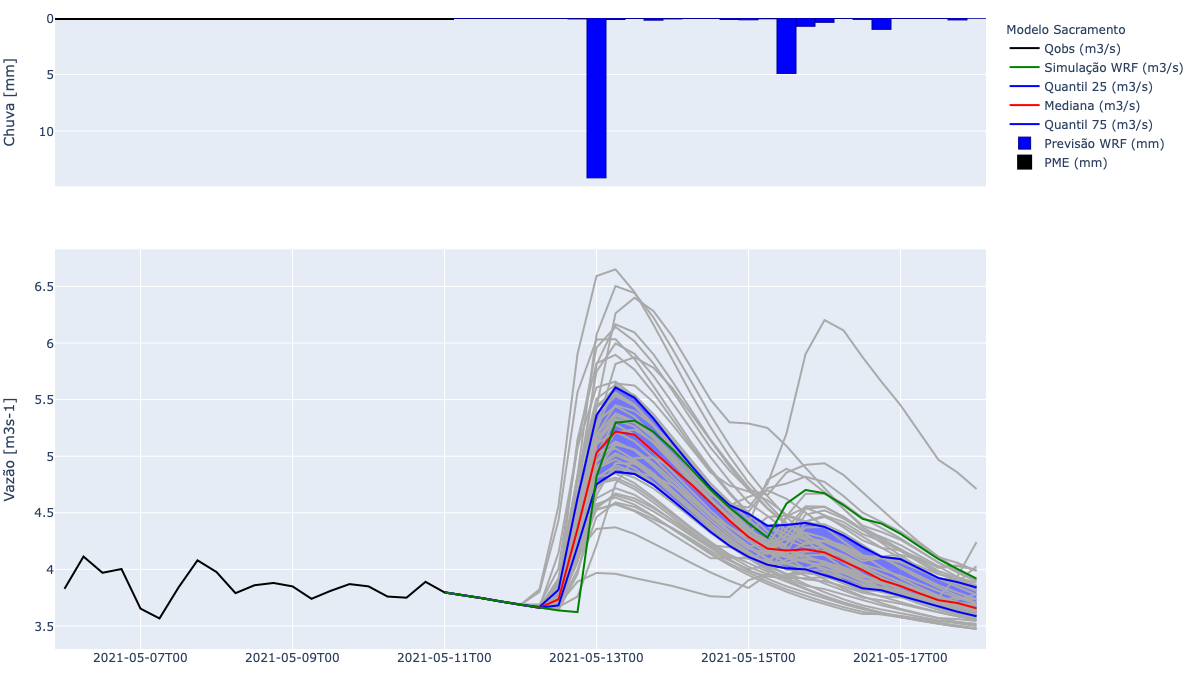 0
5
10
Chuva [mm]
Modelo Sacramento
Qobs (m3/s)
Simulação WRF (m3/s)
Quantil 25 (m3/s)
Mediana (m3/s)
Quantil 75 (m3/s)
Previsão WRF (mm)
PME (mm)
6.5
6
5.5
5
4.5
4
3.5
Vazão [m3s-1]
2021-05-07T00 2021-05-09T00 2021-05-11T00 2021-05-13T00 2021-05-15T00 2021-05-17T00